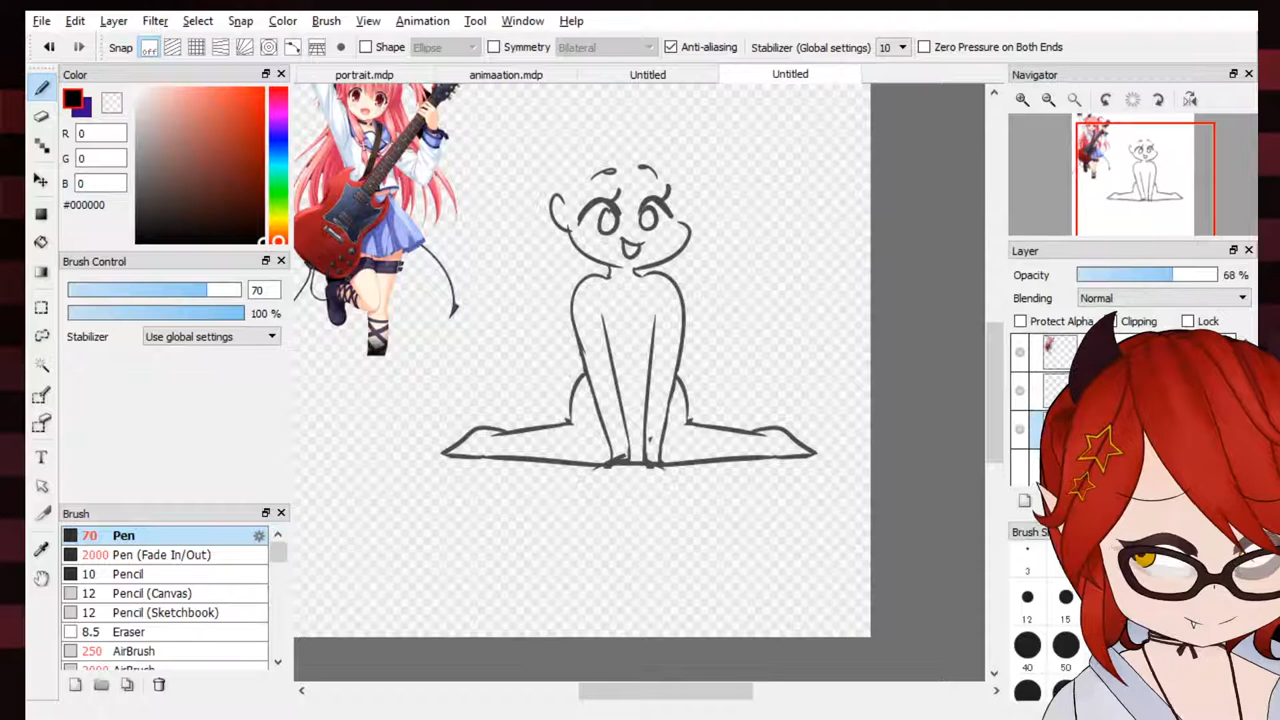 File Edit Layer Filter Select Snap Color Brush View Animation Tool Window Help
Snap off Shape Ellipse Symmetry Bilateral Anti-aliasing Stabilizer (Global settings) 10 Zero Pressure on Both Ends
Color
portrait.mdp animaation.mdp Untitled Untitled
Navigator
R 0
G 0
B 0
#000000
Brush Control
70
100 %
Stabilizer Use global settings
Layer
Opacity 68 %
Blending Normal
Protect Alpha Clipping Lock
Brush
70 Pen
2000 Pen (Fade In/Out)
10 Pencil
12 Pencil (Canvas)
12 Pencil (Sketchbook)
8.5 Eraser
250 AirBrush
Brush
3
12 15
40 50